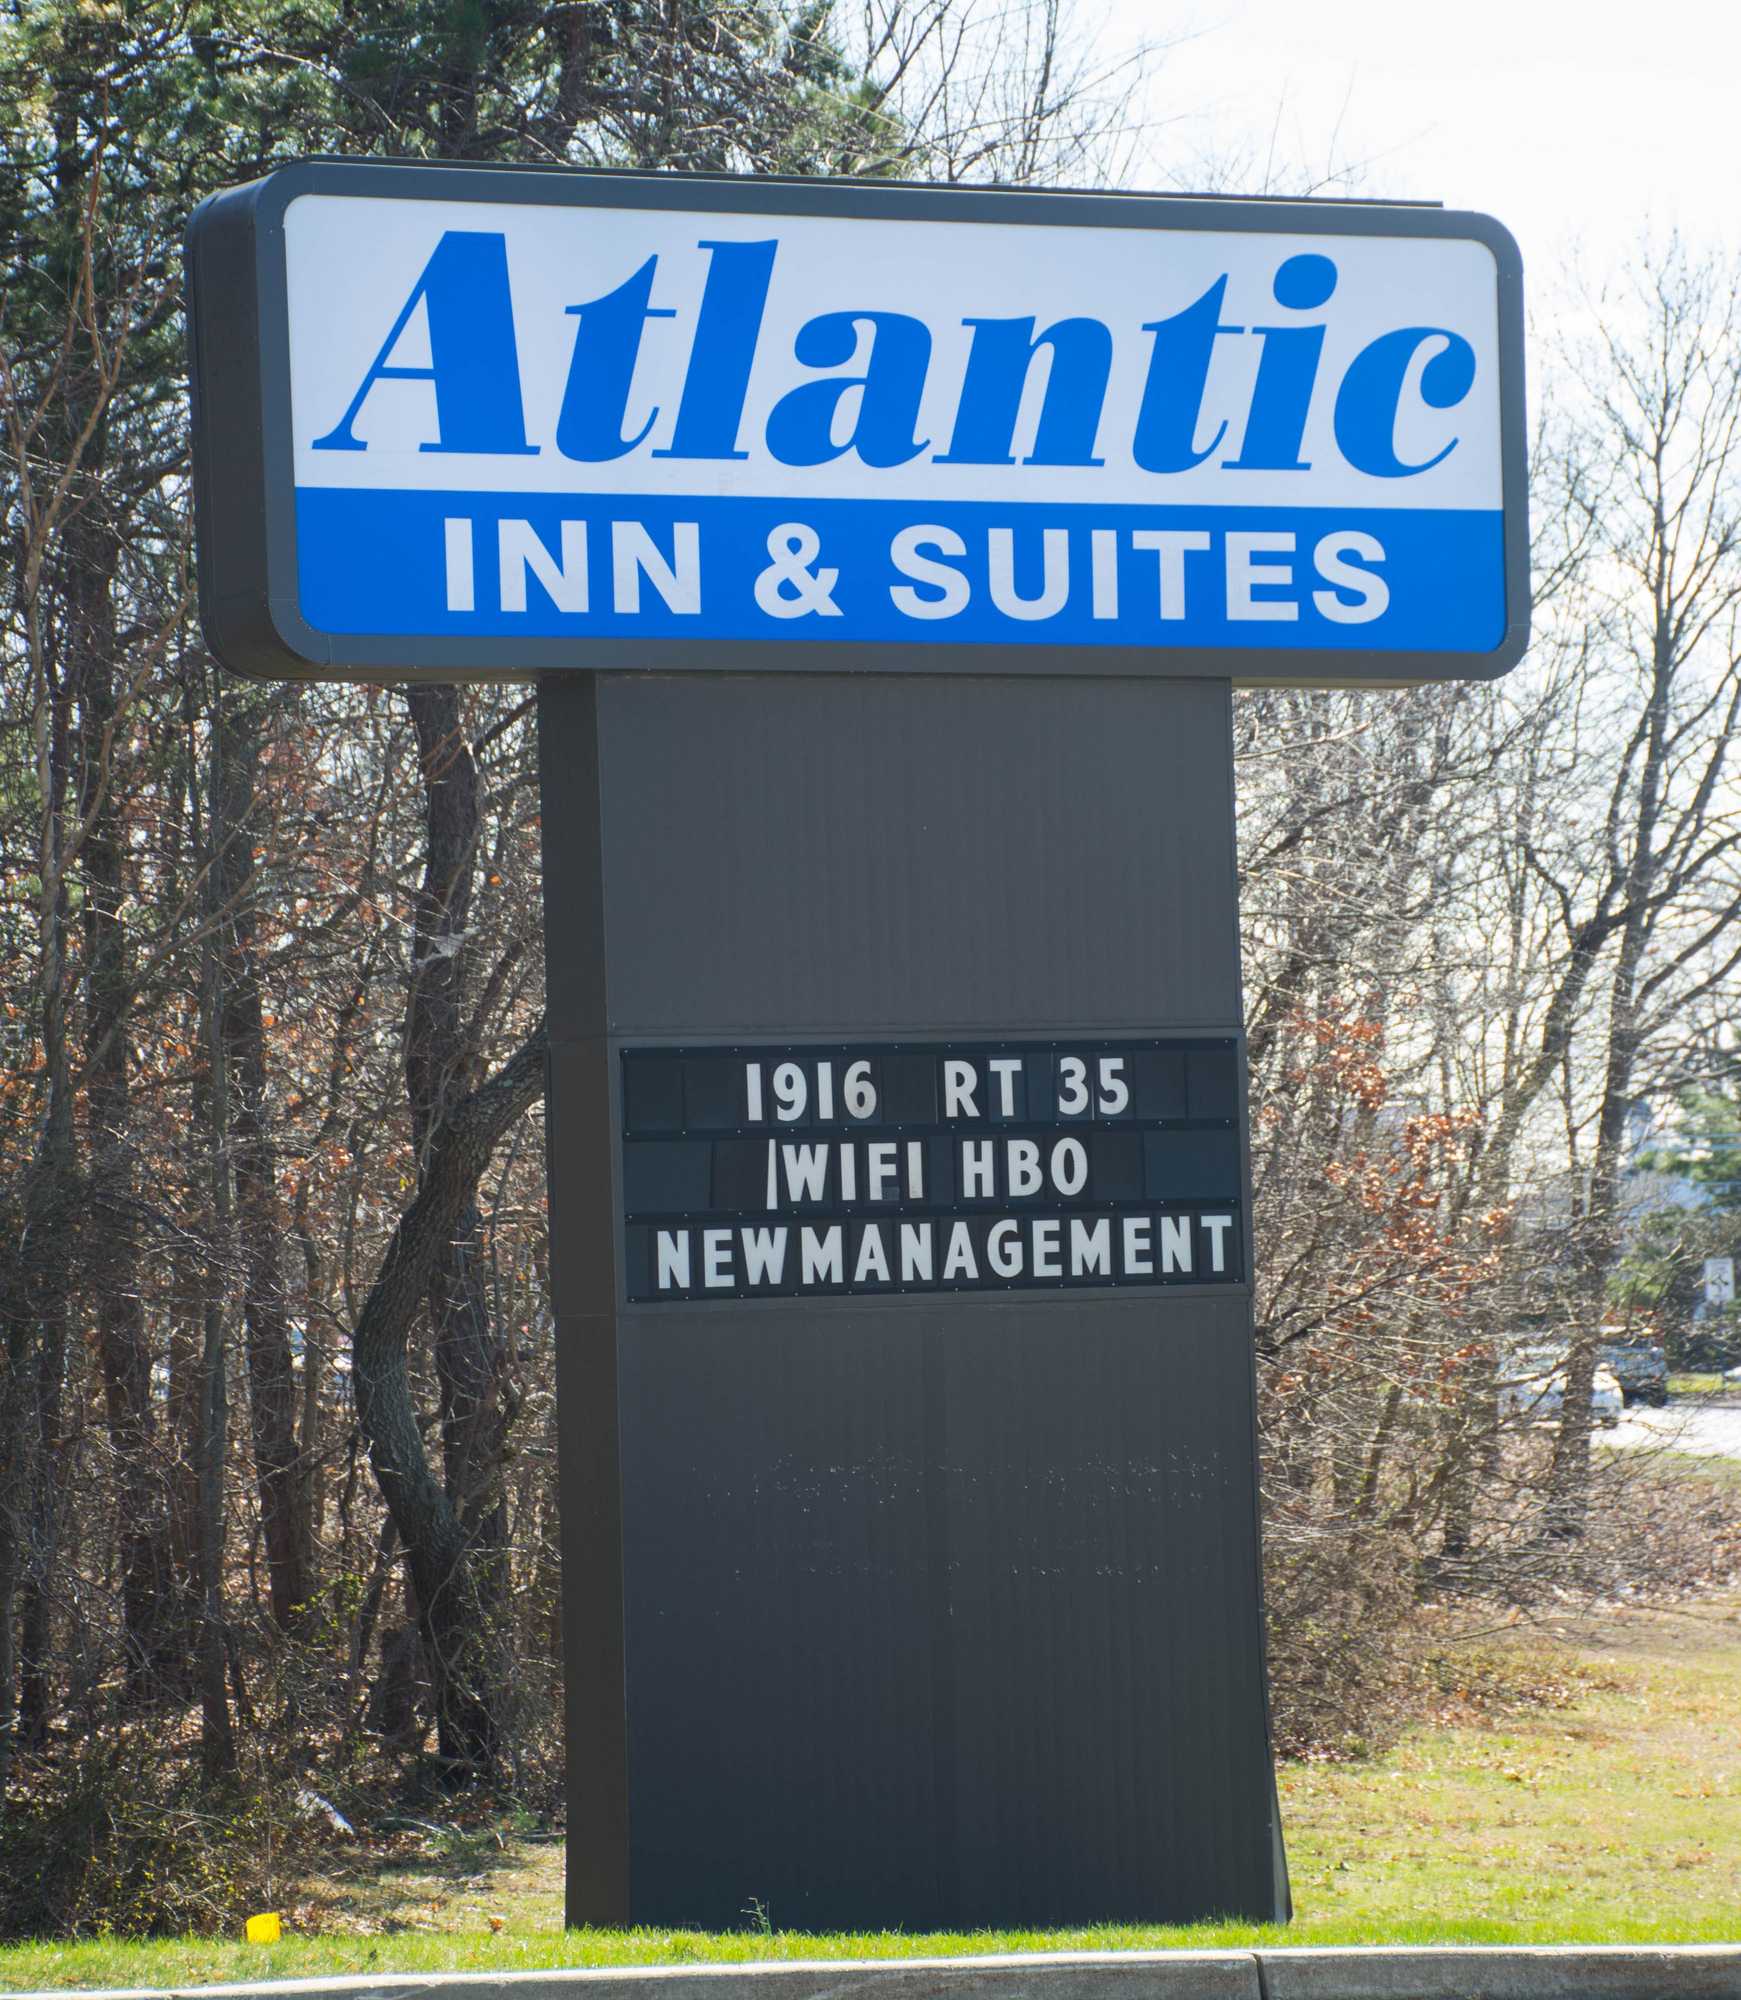 Atlantic
INN & SUITES
1916 RT 35
WIFI HBO
NEWMANAGEMENT